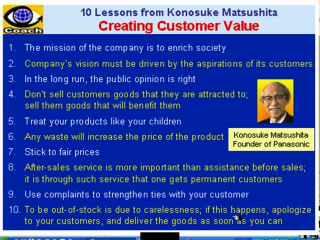 10 Lessons from Konosuke Matsushita
Creating Customer Value
COACH
1. The mission of the company is to enrich society
2. Company's vision must be driven by the aspirations of its customers
3. In the long run, the public opinion is right
4. Don't sell customers goods that they are attracted to;
sell them goods that will benefit them
5. Treat your products like your children
6. Any waste will increase the price of the product
7. Stick to fair prices
8. After-sales service is more important than assistance before sales;
it is through such service that one gets permanent customers
9. Use complaints to strengthen ties with your customer
10. To be out-of-stock is due to carelessness; if this happens, apologize
to your customers, and deliver the goods as soon as you can
Konosuke Matsushita
Founder of Panasonic